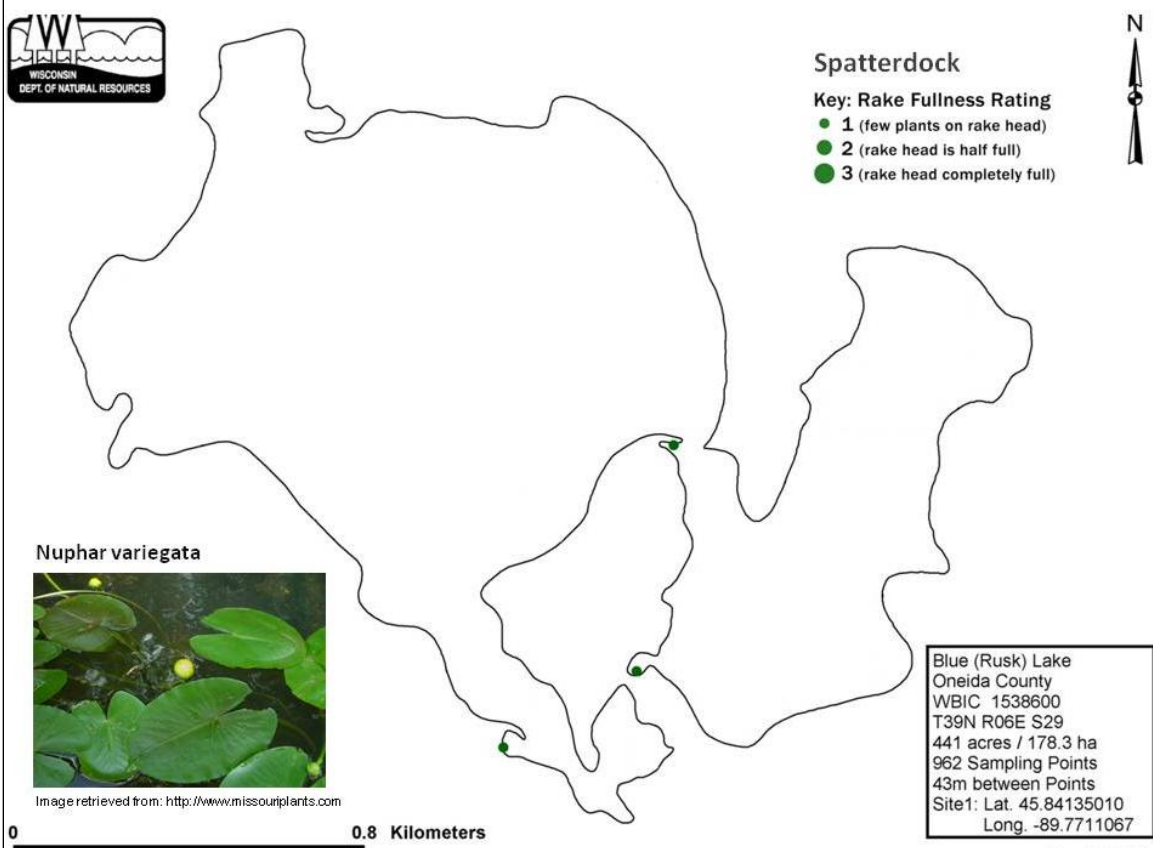 W
WISCONSIN
DEPT. OF NATURAL RESOURCES
N
Spatterdock
Key: Rake Fullness Rating
1 (few plants on rake head)
2 (rake head is half full)
3 (rake head completely full)
Nuphar variegata
Image retrieved from: http://www.missouriplants.com
0 0.8 Kilometers
Blue (Rusk) Lake
Oneida County
WBIC 1538600
T39N R06E S29
441 acres / 178.3 ha
962 Sampling Points
43m between Points
Site1: Lat. 45.84135010
Long. -89.7711067